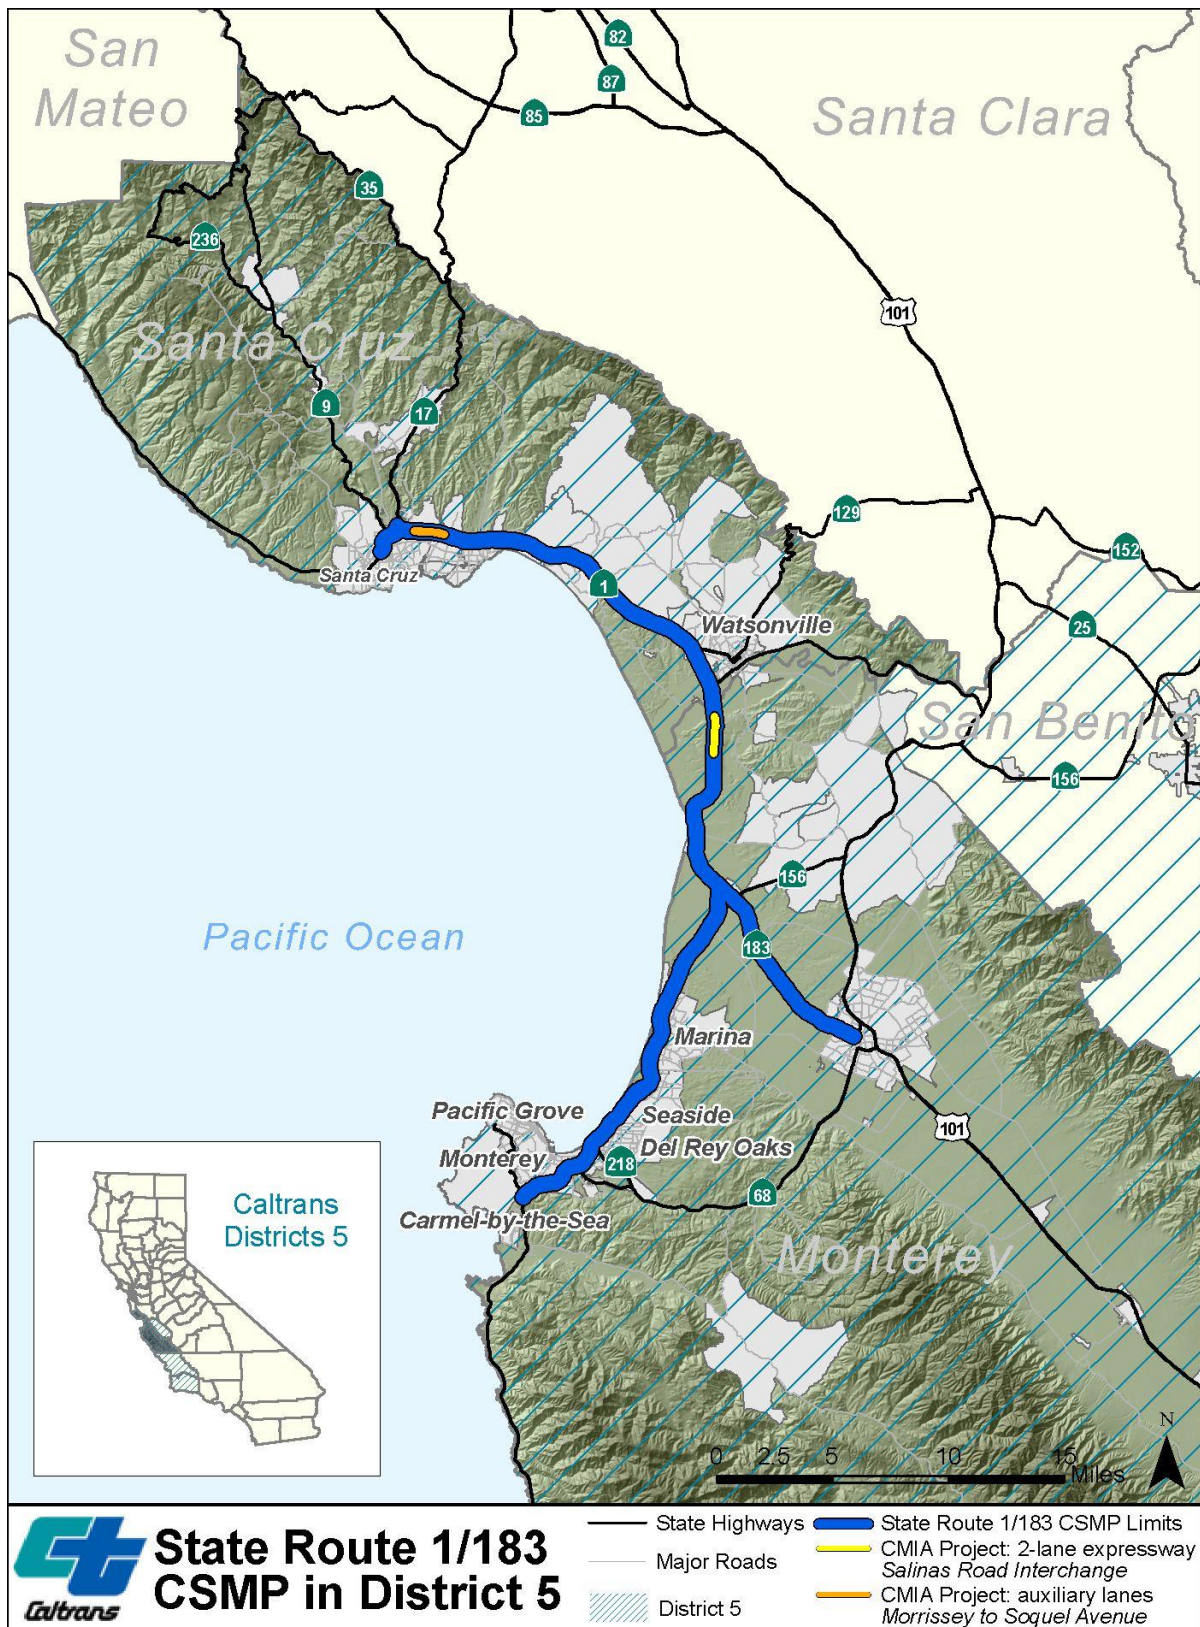 San
Mateo
Santa Clara
82
87
85
35
236
101
Santa Cruz
9
17
129
152
Santa Cruz
1
25
Watsonville
San Benito
156
156
Pacific Ocean
183
Marina
Pacific Grove
Seaside
101
Monterey
Del Rey Oaks
218
68
Carmel-by-the-Sea
Monterey
Caltrans
Districts 5
N
0 2.5 5 10 15
Miles
Caltrans
State Route 1/183
CSMP in District 5
State Highways
Major Roads
District 5
State Route 1/183 CSMP Limits
CMIA Project: 2-lane expressway
Salinas Road Interchange
CMIA Project: auxiliary lanes
Morrissey to Soquel Avenue